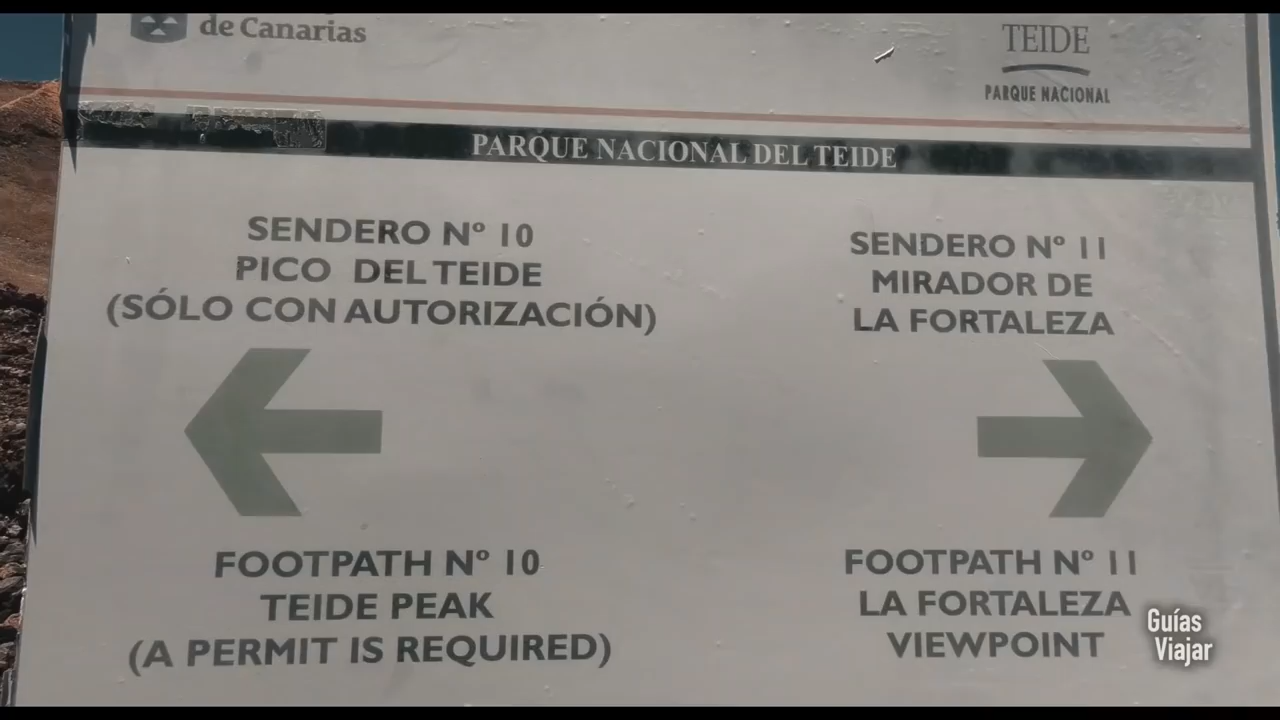 de Canarias
TEIDE
PARQUE NACIONAL
PARQUE NACIONAL DEL TEIDE
SENDERO Nº 10
PICO DEL TEIDE
(SÓLO CON AUTORIZACIÓN)
SENDERO Nº 11
MIRADOR DE
LA FORTALEZA
FOOTPATH Nº 10
TEIDE PEAK
(A PERMIT IS REQUIRED)
FOOTPATH Nº 11
LA FORTALEZA
VIEWPOINT
Guías
Viajar